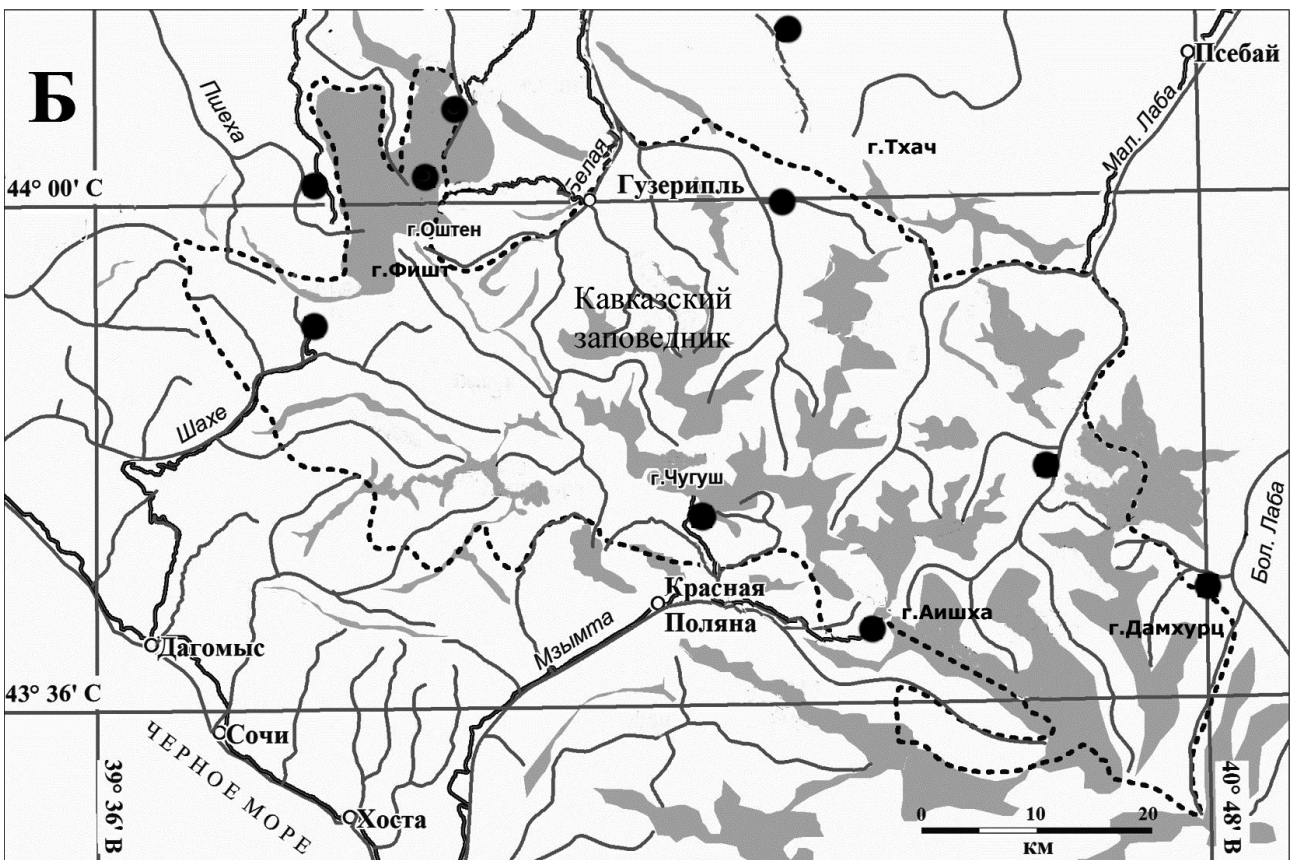 Б
Псебай
Пшеха
Мал. Лаба
г.Тхач
Белая
44° 00' С
Гузерипль
г.Оштен
г.Фишт
Кавказский
заповедник
Шахе
г.Чугуш
Бол. Лаба
Красная
Поляна
г.Аишха
г.Дамхурц
Мзымта
Дагомыс
43° 36' С
Сочи
ЧЕРНОЕ МОРЕ
39° 36' В
40° 48' В
Хоста
0 10 20
км